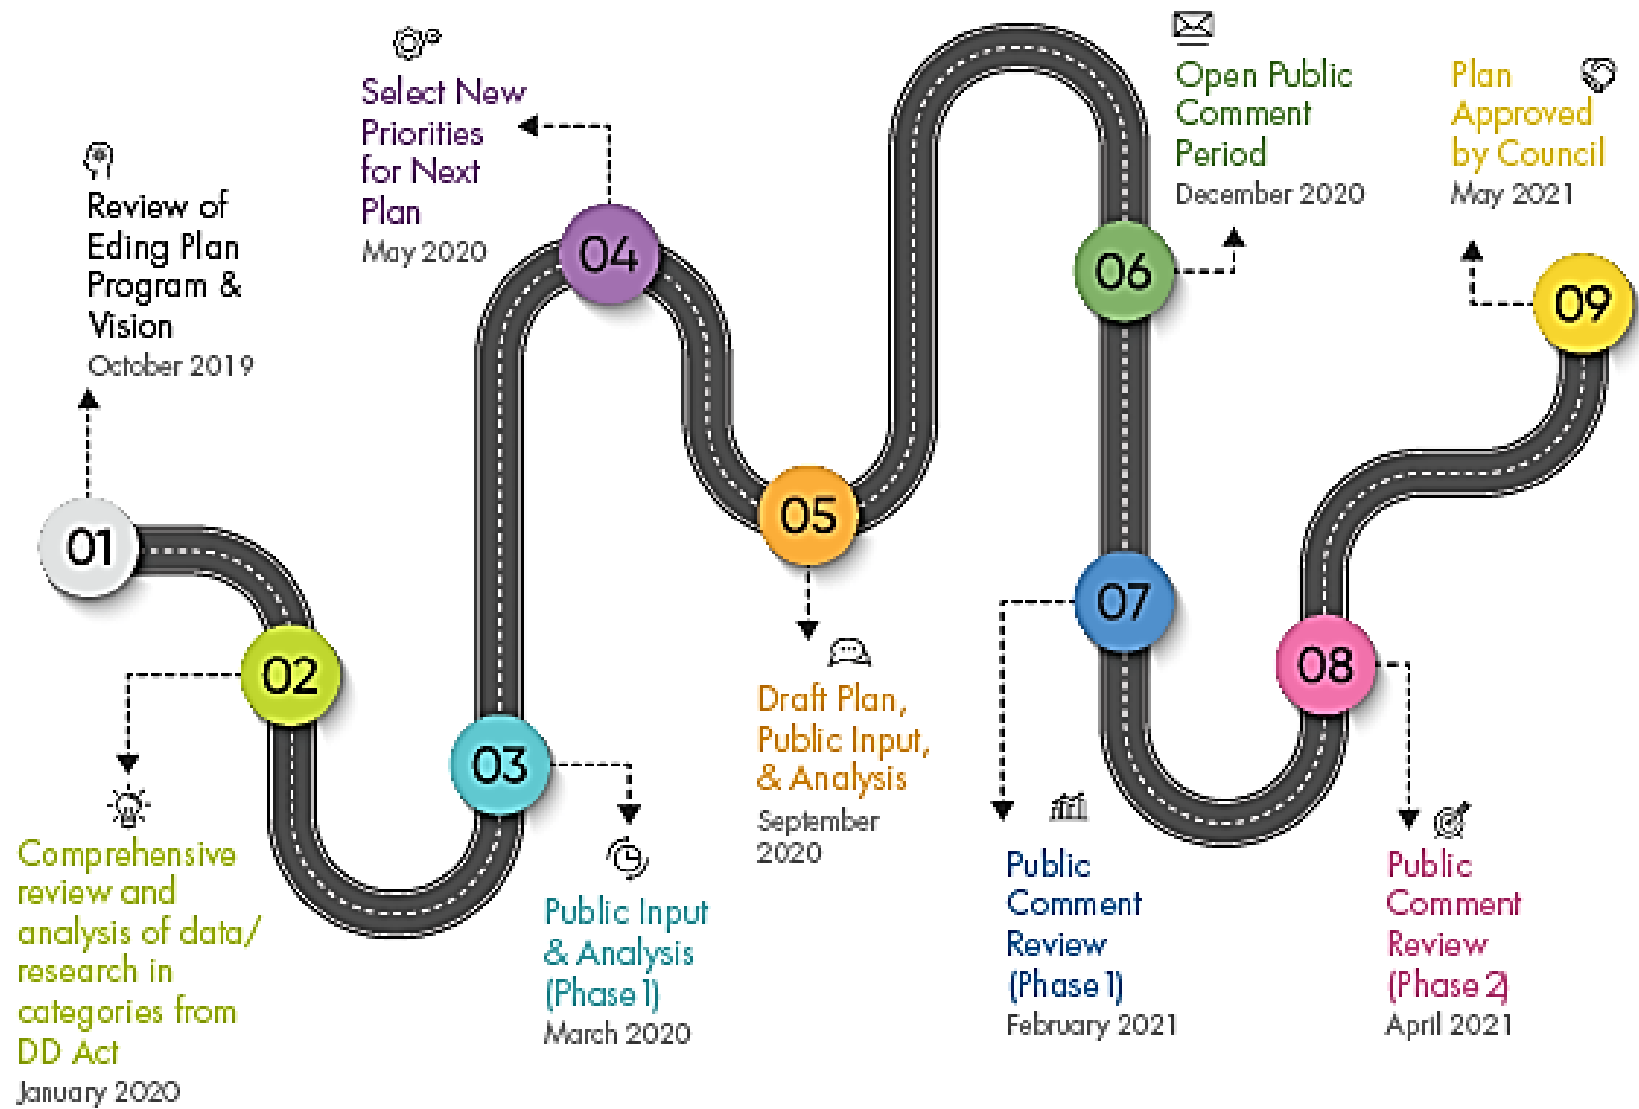 01
Review of
Eding Plan
Program &
Vision
October 2019
02
Comprehensive
review and
analysis of data/
research in
categories from
DD Act
January 2020
03
Public Input
& Analysis
(Phase 1)
March 2020
04
Select New
Priorities
for Next
Plan
May 2020
05
Draft Plan,
Public Input,
& Analysis
September
2020
06
Open Public
Comment
Period
December 2020
07
Public
Comment
Review
(Phase 1)
February 2021
08
Public
Comment
Review
(Phase 2)
April 2021
09
Plan
Approved
by Council
May 2021